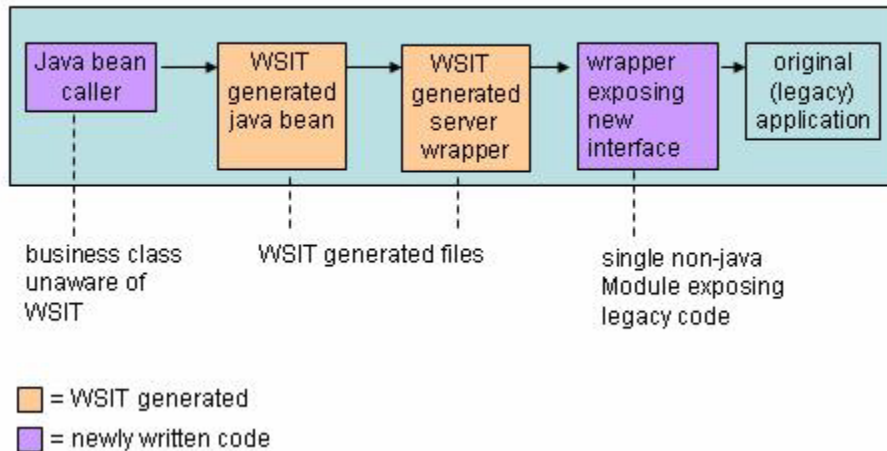 Java bean
caller
WSIT
generated
java bean
WSIT
generated
server
wrapper
wrapper
exposing
new
interface
original
(legacy)
application
business class
unaware of
WSIT
WSIT generated files
single non-java
Module exposing
legacy code
= WSIT generated
= newly written code